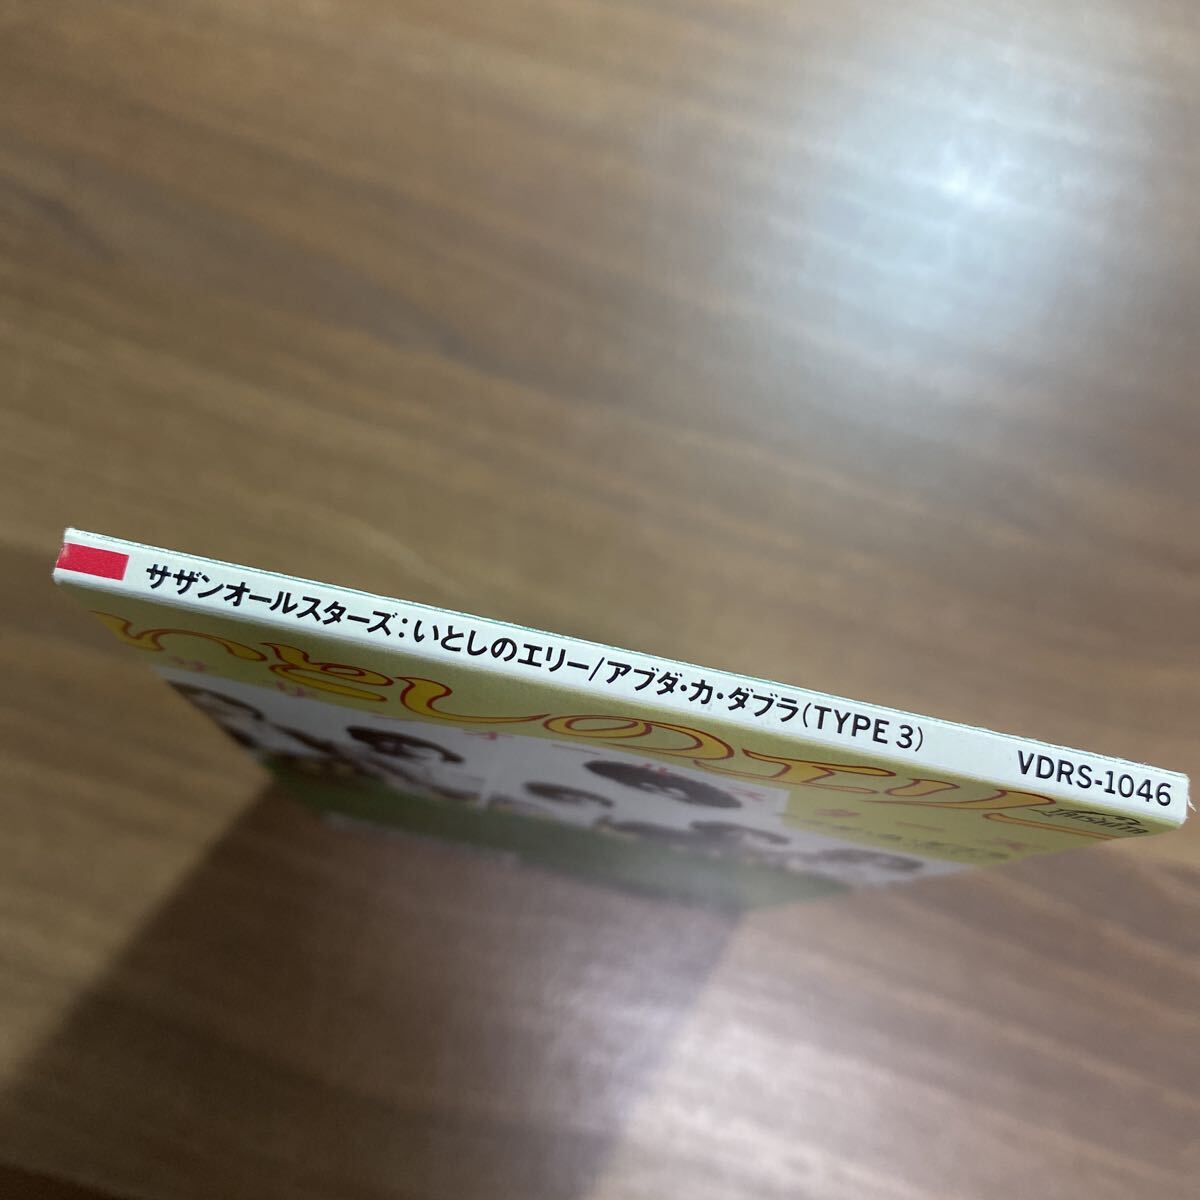 サザンオールスターズ：いとしのエリー/アブダ・カ・ダブラ(TYPE 3) VDRS-1046
いとしのエリー